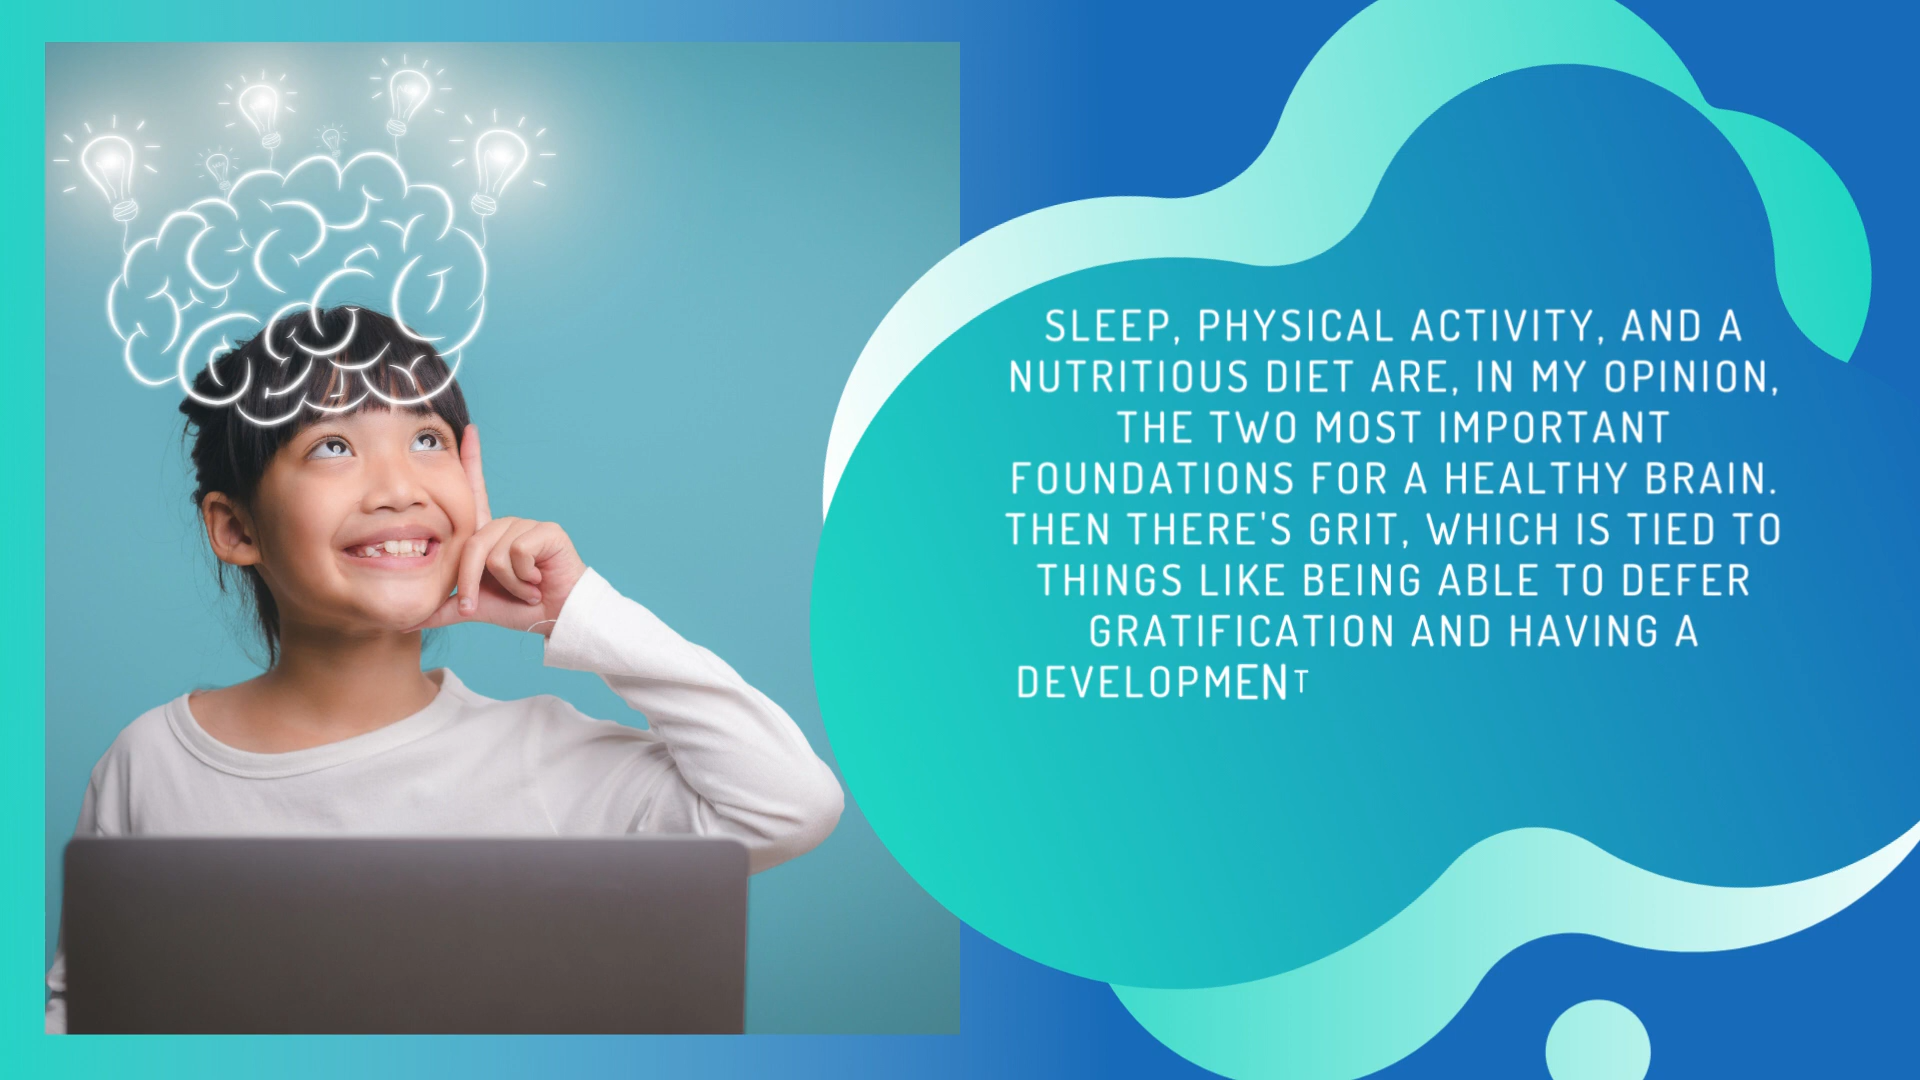 SLEEP, PHYSICAL ACTIVITY, AND A
NUTRITIOUS DIET ARE, IN MY OPINION,
THE TWO MOST IMPORTANT
FOUNDATIONS FOR A HEALTHY BRAIN.
THEN THERE'S GRIT, WHICH IS TIED TO
THINGS LIKE BEING ABLE TO DEFER
GRATIFICATION AND HAVING A
DEVELOPMENT